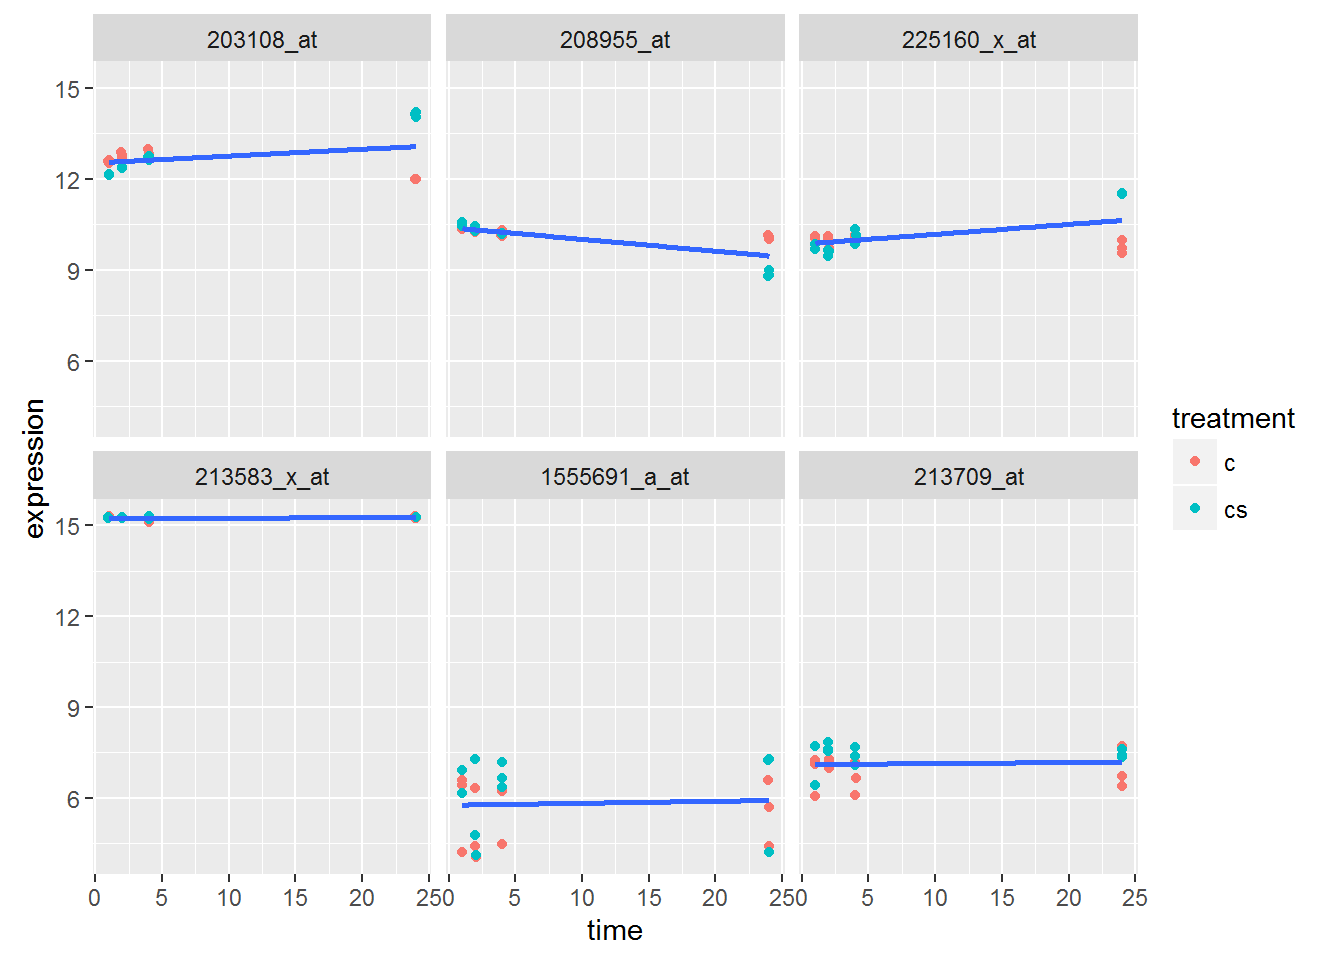 203108_at 208955_at 225160_x_at
15
12
9
6
expression
213583_x_at 1555691_a_at 213709_at
15
12
9
6
0 5 10 15 20 25 0 5 10 15 20 25 0 5 10 15 20 25
time
treatment
c
cs